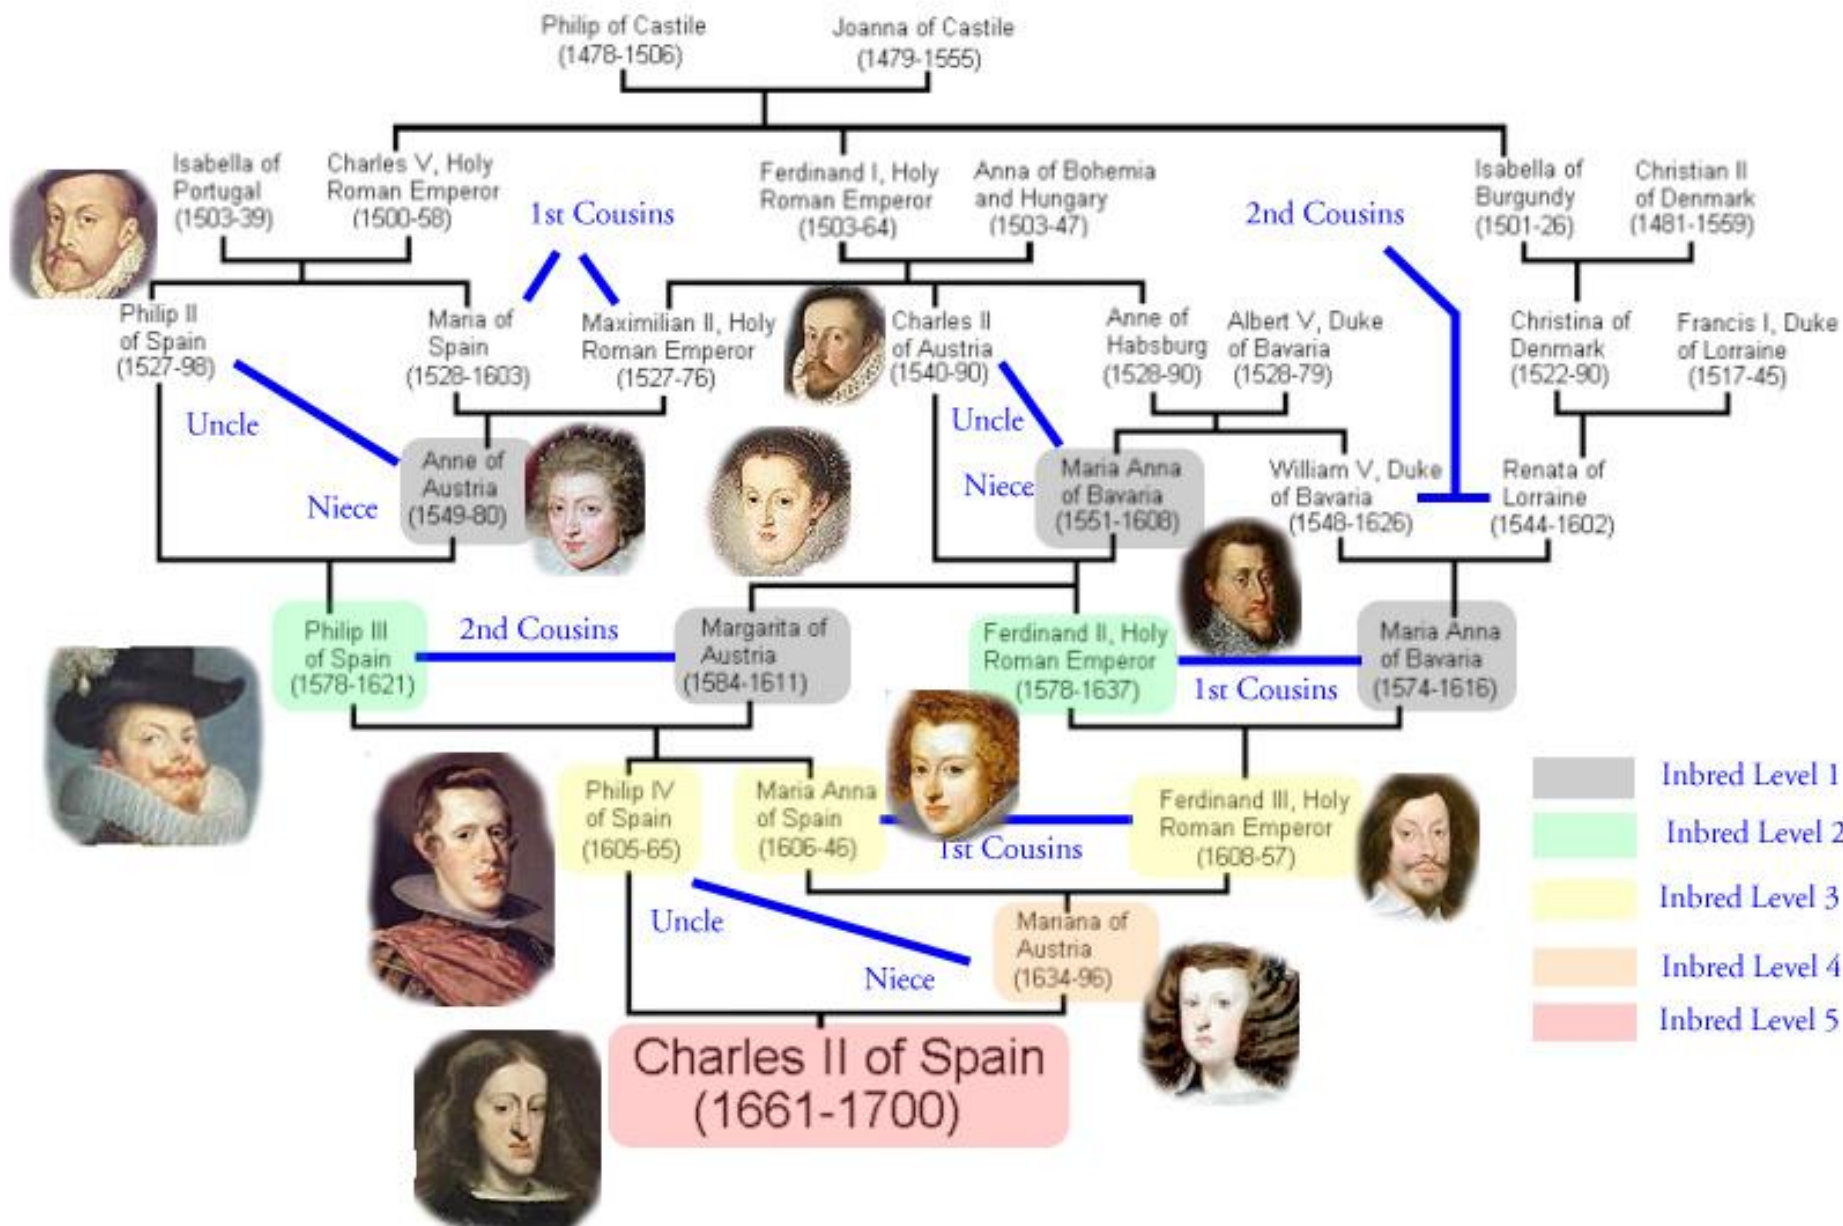 Philip of Castile
(1478-1506)
Joanna of Castile
(1479-1555)
Isabella of
Portugal
(1503-39)
Charles V, Holy
Roman Emperor
(1500-58)
1st Cousins
Ferdinand I, Holy
Roman Emperor
(1503-64)
Anna of Bohemia
and Hungary
(1503-47)
2nd Cousins
Isabella of
Burgundy
(1501-26)
Christian II
of Denmark
(1481-1559)
Philip II
of Spain
(1527-98)
Maria of
Spain
(1528-1603)
Maximilian II, Holy
Roman Emperor
(1527-76)
Charles II
of Austria
(1540-90)
Anne of
Habsburg
(1528-90)
Albert V, Duke
of Bavaria
(1528-79)
Christina of
Denmark
(1522-90)
Francis I, Duke
of Lorraine
(1517-45)
Uncle
Niece
Anne of
Austria
(1549-80)
Uncle
Niece
Maria Anna
of Bavaria
(1551-1608)
William V, Duke
of Bavaria
(1548-1626)
Renata of
Lorraine
(1544-1602)
Philip III
of Spain
(1578-1621)
2nd Cousins
Margarita of
Austria
(1584-1611)
Ferdinand II, Holy
Roman Emperor
(1578-1637)
1st Cousins
Maria Anna
of Bavaria
(1574-1616)
Philip IV
of Spain
(1605-65)
Maria Anna
of Spain
(1606-46)
1st Cousins
Ferdinand III, Holy
Roman Emperor
(1608-57)
Uncle
Niece
Mariana of
Austria
(1634-96)
Charles II of Spain
(1661-1700)
Inbred Level 1
Inbred Level 2
Inbred Level 3
Inbred Level 4
Inbred Level 5